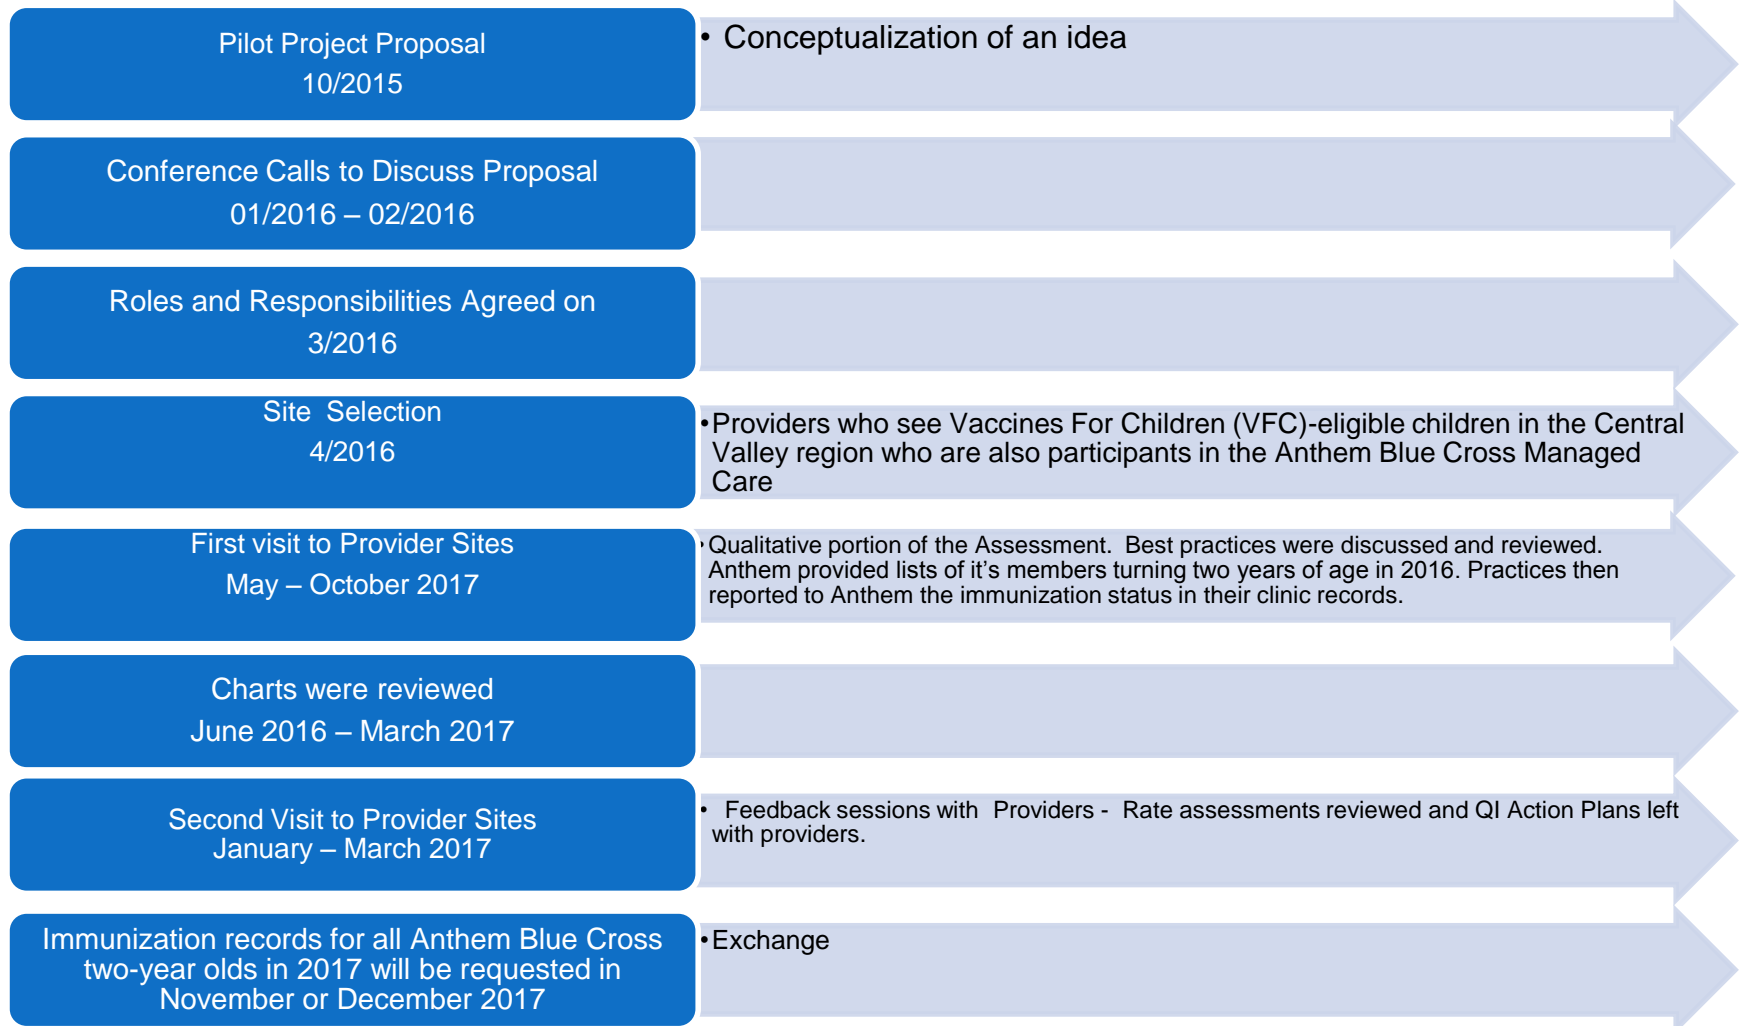 Pilot Project Proposal
10/2015
• Conceptualization of an idea
Conference Calls to Discuss Proposal
01/2016 – 02/2016
Roles and Responsibilities Agreed on
3/2016
Site Selection
4/2016
•Providers who see Vaccines For Children (VFC)-eligible children in the Central
Valley region who are also participants in the Anthem Blue Cross Managed
Care
First visit to Provider Sites
May – October 2017
•Qualitative portion of the Assessment. Best practices were discussed and reviewed.
Anthem provided lists of it's members turning two years of age in 2016. Practices then
reported to Anthem the immunization status in their clinic records.
Charts were reviewed
June 2016 – March 2017
Second Visit to Provider Sites
January – March 2017
• Feedback sessions with Providers - Rate assessments reviewed and QI Action Plans left
with providers.
Immunization records for all Anthem Blue Cross
two-year olds in 2017 will be requested in
November or December 2017
•Exchange